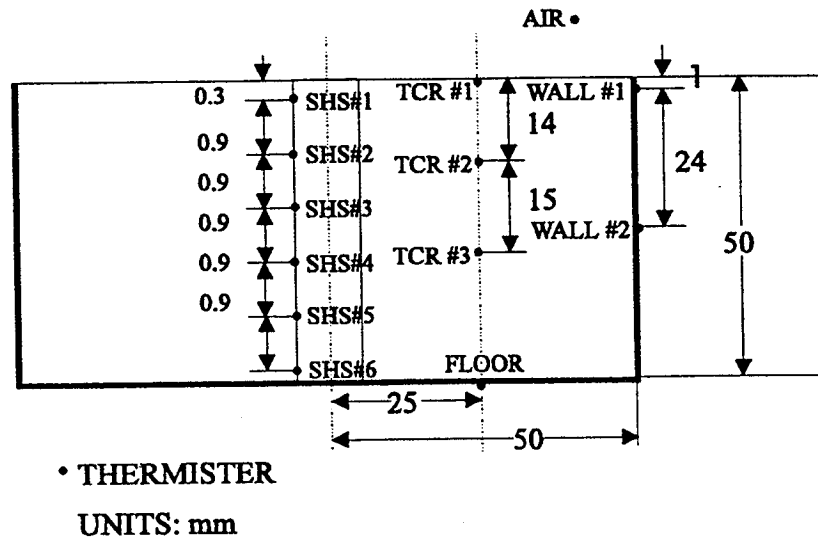 AIR
1
0.3
SHS#1
TCR #1
WALL #1
14
0.9
SHS#2
TCR #2
24
0.9
SHS#3
15
WALL #2
0.9
SHS#4
TCR #3
50
0.9
0.9
SHS#5
SHS#6
FLOOR
25
50
• THERMISTER
UNITS: mm